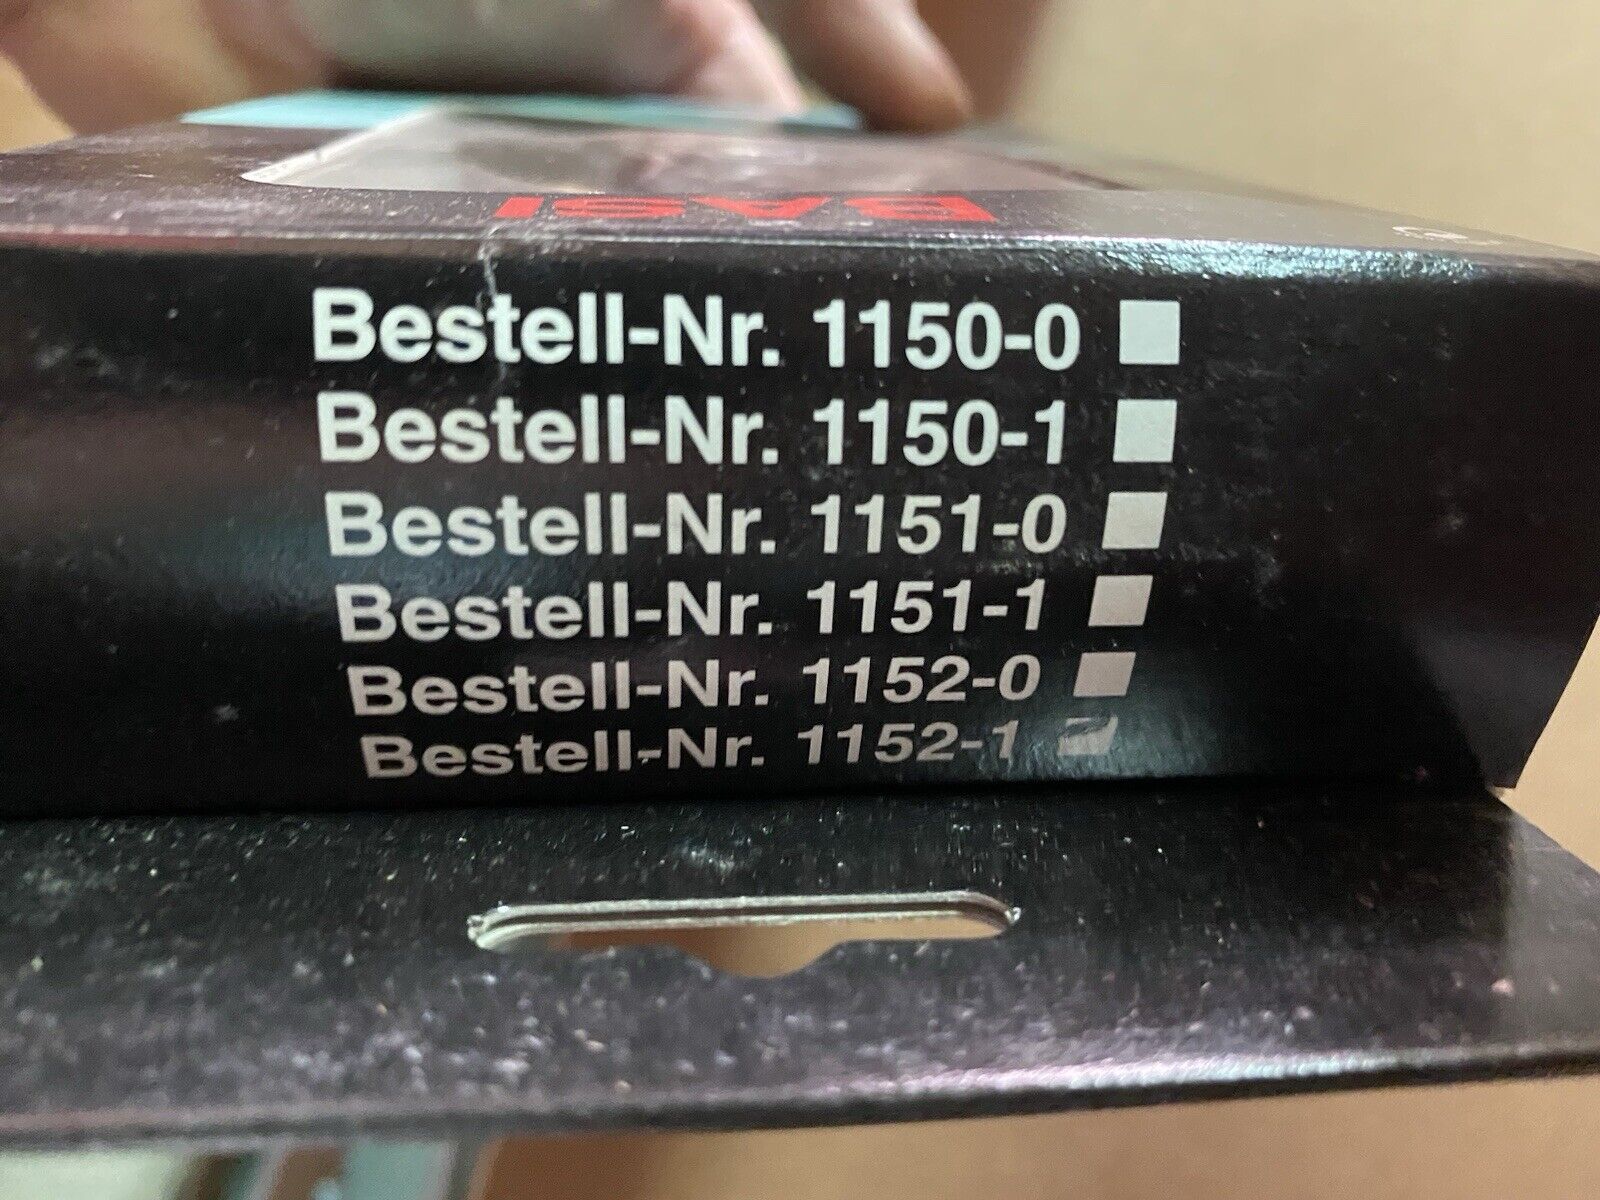 BASI
Bestell-Nr. 1150-0
Bestell-Nr. 1150-1
Bestell-Nr. 1151-0
Bestell-Nr. 1151-1
Bestell-Nr. 1152-0
Bestell-Nr. 1152-1